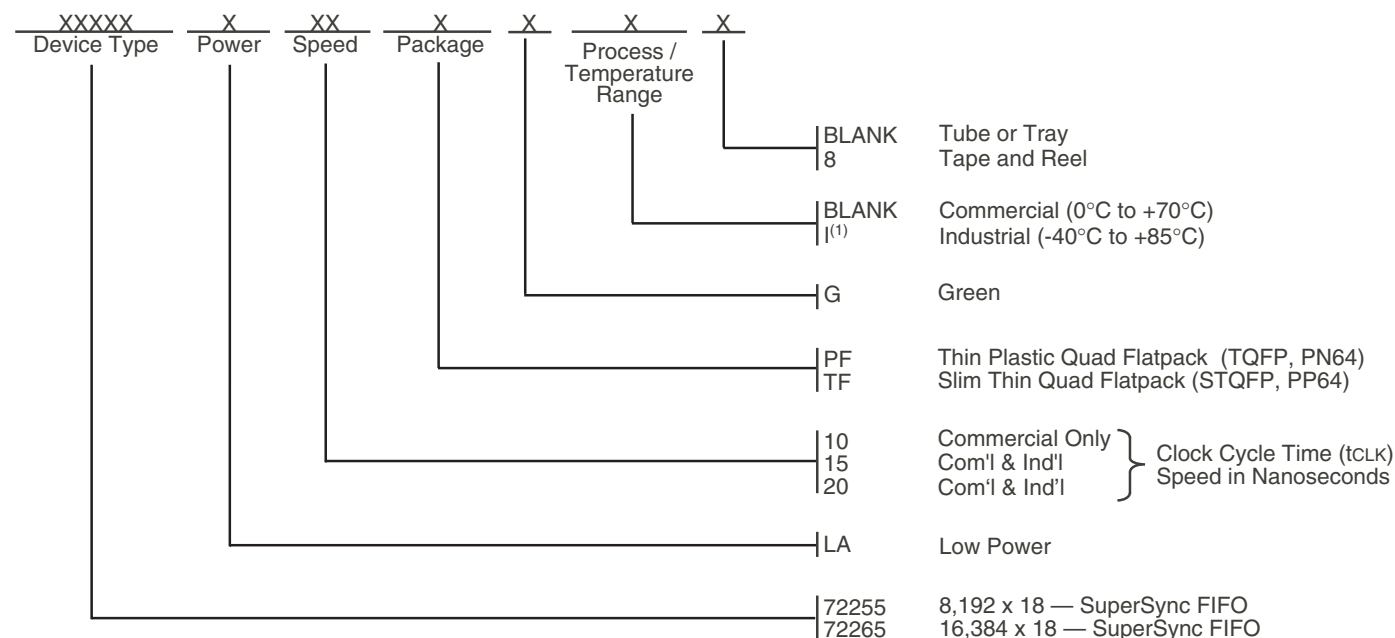 XXXXX X XX X X X X
Device Type Power Speed Package Process / Temperature Range
BLANK Tube or Tray
8 Tape and Reel
BLANK Commercial (0°C to +70°C)
I(1) Industrial (-40°C to +85°C)
G Green
PF Thin Plastic Quad Flatpack (TQFP, PN64)
TF Slim Thin Quad Flatpack (STQFP, PP64)
10 Commercial Only
15 Com'l & Ind'l
20 Com‘l & Ind’l
Clock Cycle Time (tCLK)
Speed in Nanoseconds
LA Low Power
72255 8,192 x 18 — SuperSync FIFO
72265 16,384 x 18 — SuperSync FIFO